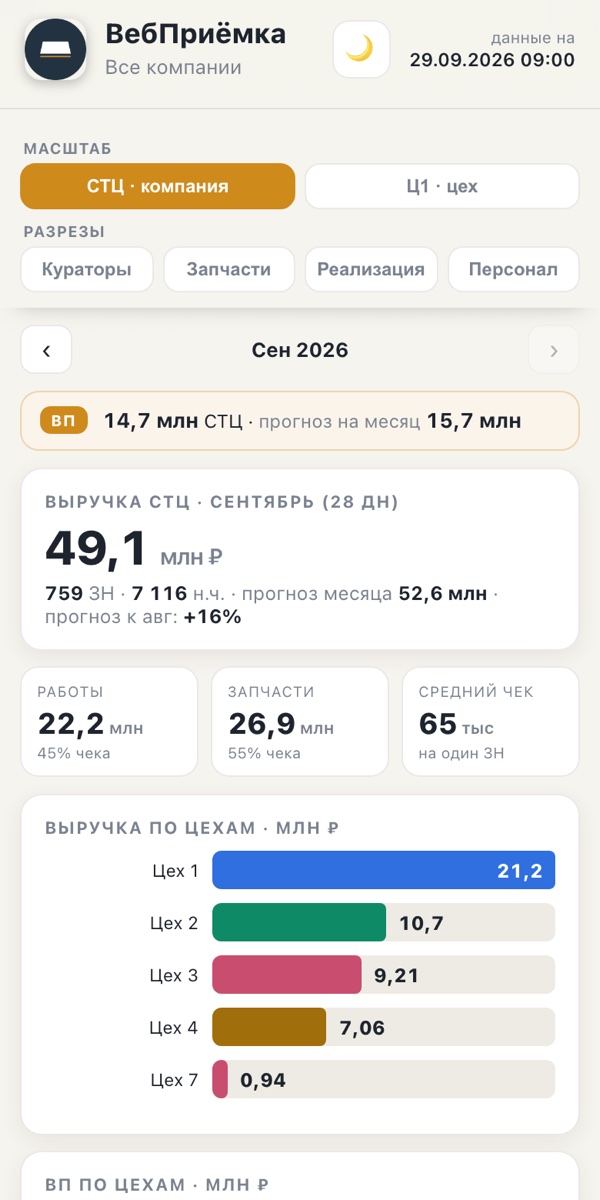 ВебПриёмка
Все компании
данные на
29.09.2026 09:00
МАСШТАБ
СТЦ · компания
Ц1 · цех
РАЗРЕЗЫ
Кураторы
Запчасти
Реализация
Персонал
‹
Сен 2026
›
ВП 14,7 млн СТЦ · прогноз на месяц 15,7 млн
ВЫРУЧКА СТЦ · СЕНТЯБРЬ (28 ДН)
49,1 млн ₽
759 ЗН · 7 116 н.ч. · прогноз месяца 52,6 млн ·
прогноз к авг: +16%
РАБОТЫ
22,2 млн
45% чека
ЗАПЧАСТИ
26,9 млн
55% чека
СРЕДНИЙ ЧЕК
65 тыс
на один ЗН
ВЫРУЧКА ПО ЦЕХАМ · МЛН ₽
Цех 1 21,2
Цех 2 10,7
Цех 3 9,21
Цех 4 7,06
Цех 7 0,94
ВП ПО ЦЕХАМ · МЛН ₽